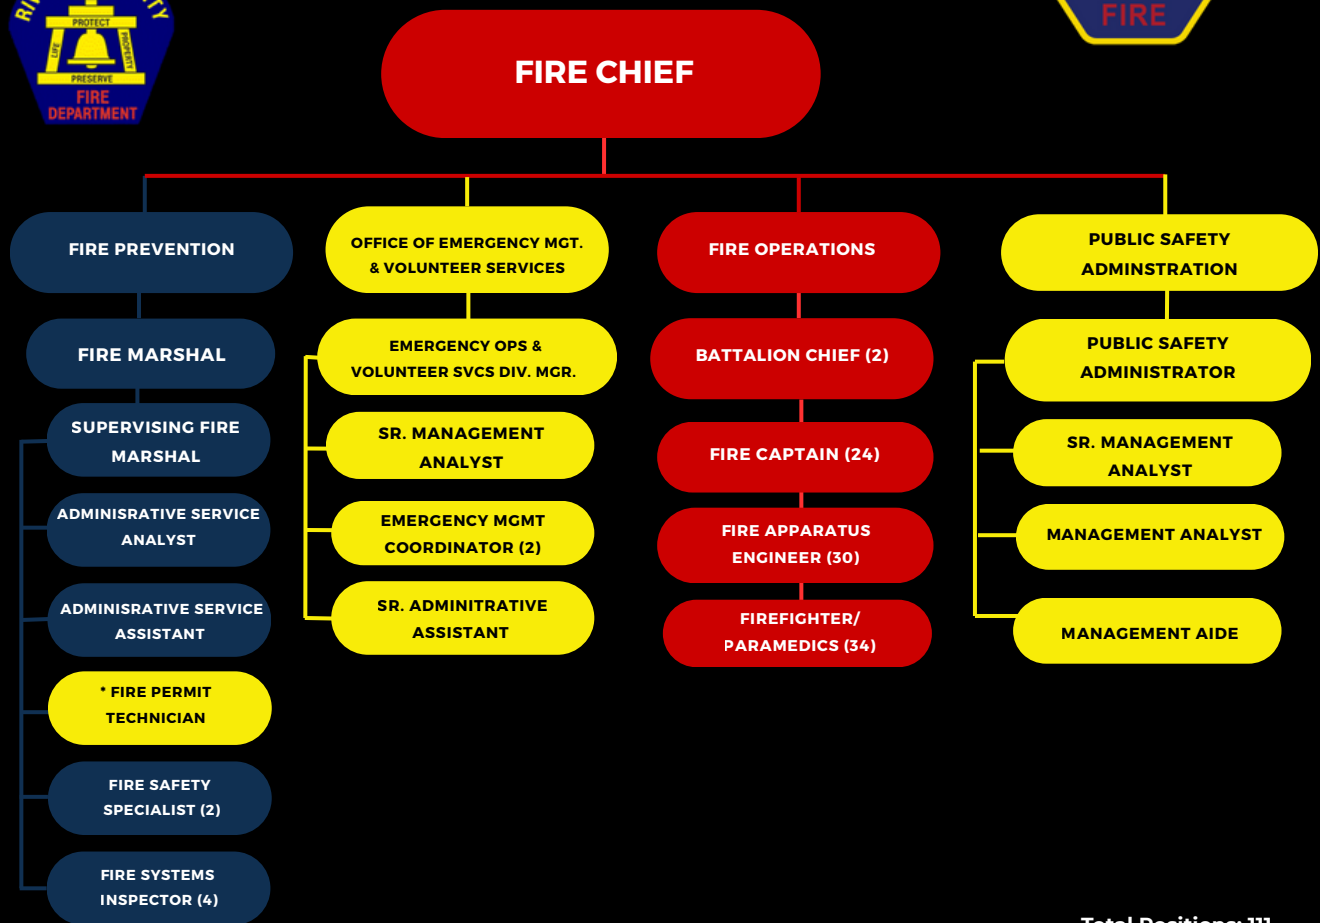 PROTECT
LIFE
PROPERTY
PRESERVE
FIRE
DEPARTMENT
FIRE
FIRE CHIEF
FIRE PREVENTION
FIRE MARSHAL
SUPERVISING FIRE
MARSHAL
ADMINISRATIVE SERVICE
ANALYST
ADMINISRATIVE SERVICE
ASSISTANT
* FIRE PERMIT
TECHNICIAN
FIRE SAFETY
SPECIALIST (2)
FIRE SYSTEMS
INSPECTOR (4)
OFFICE OF EMERGENCY MGT.
& VOLUNTEER SERVICES
EMERGENCY OPS &
VOLUNTEER SVCS DIV. MGR.
SR. MANAGEMENT
ANALYST
EMERGENCY MGMT
COORDINATOR (2)
SR. ADMINITRATIVE
ASSISTANT
FIRE OPERATIONS
BATTALION CHIEF (2)
FIRE CAPTAIN (24)
FIRE APPARATUS
ENGINEER (30)
FIREFIGHTER/
PARAMEDICS (34)
PUBLIC SAFETY
ADMINSTRATION
PUBLIC SAFETY
ADMINISTRATOR
SR. MANAGEMENT
ANALYST
MANAGEMENT ANALYST
MANAGEMENT AIDE
Total Positions: 111